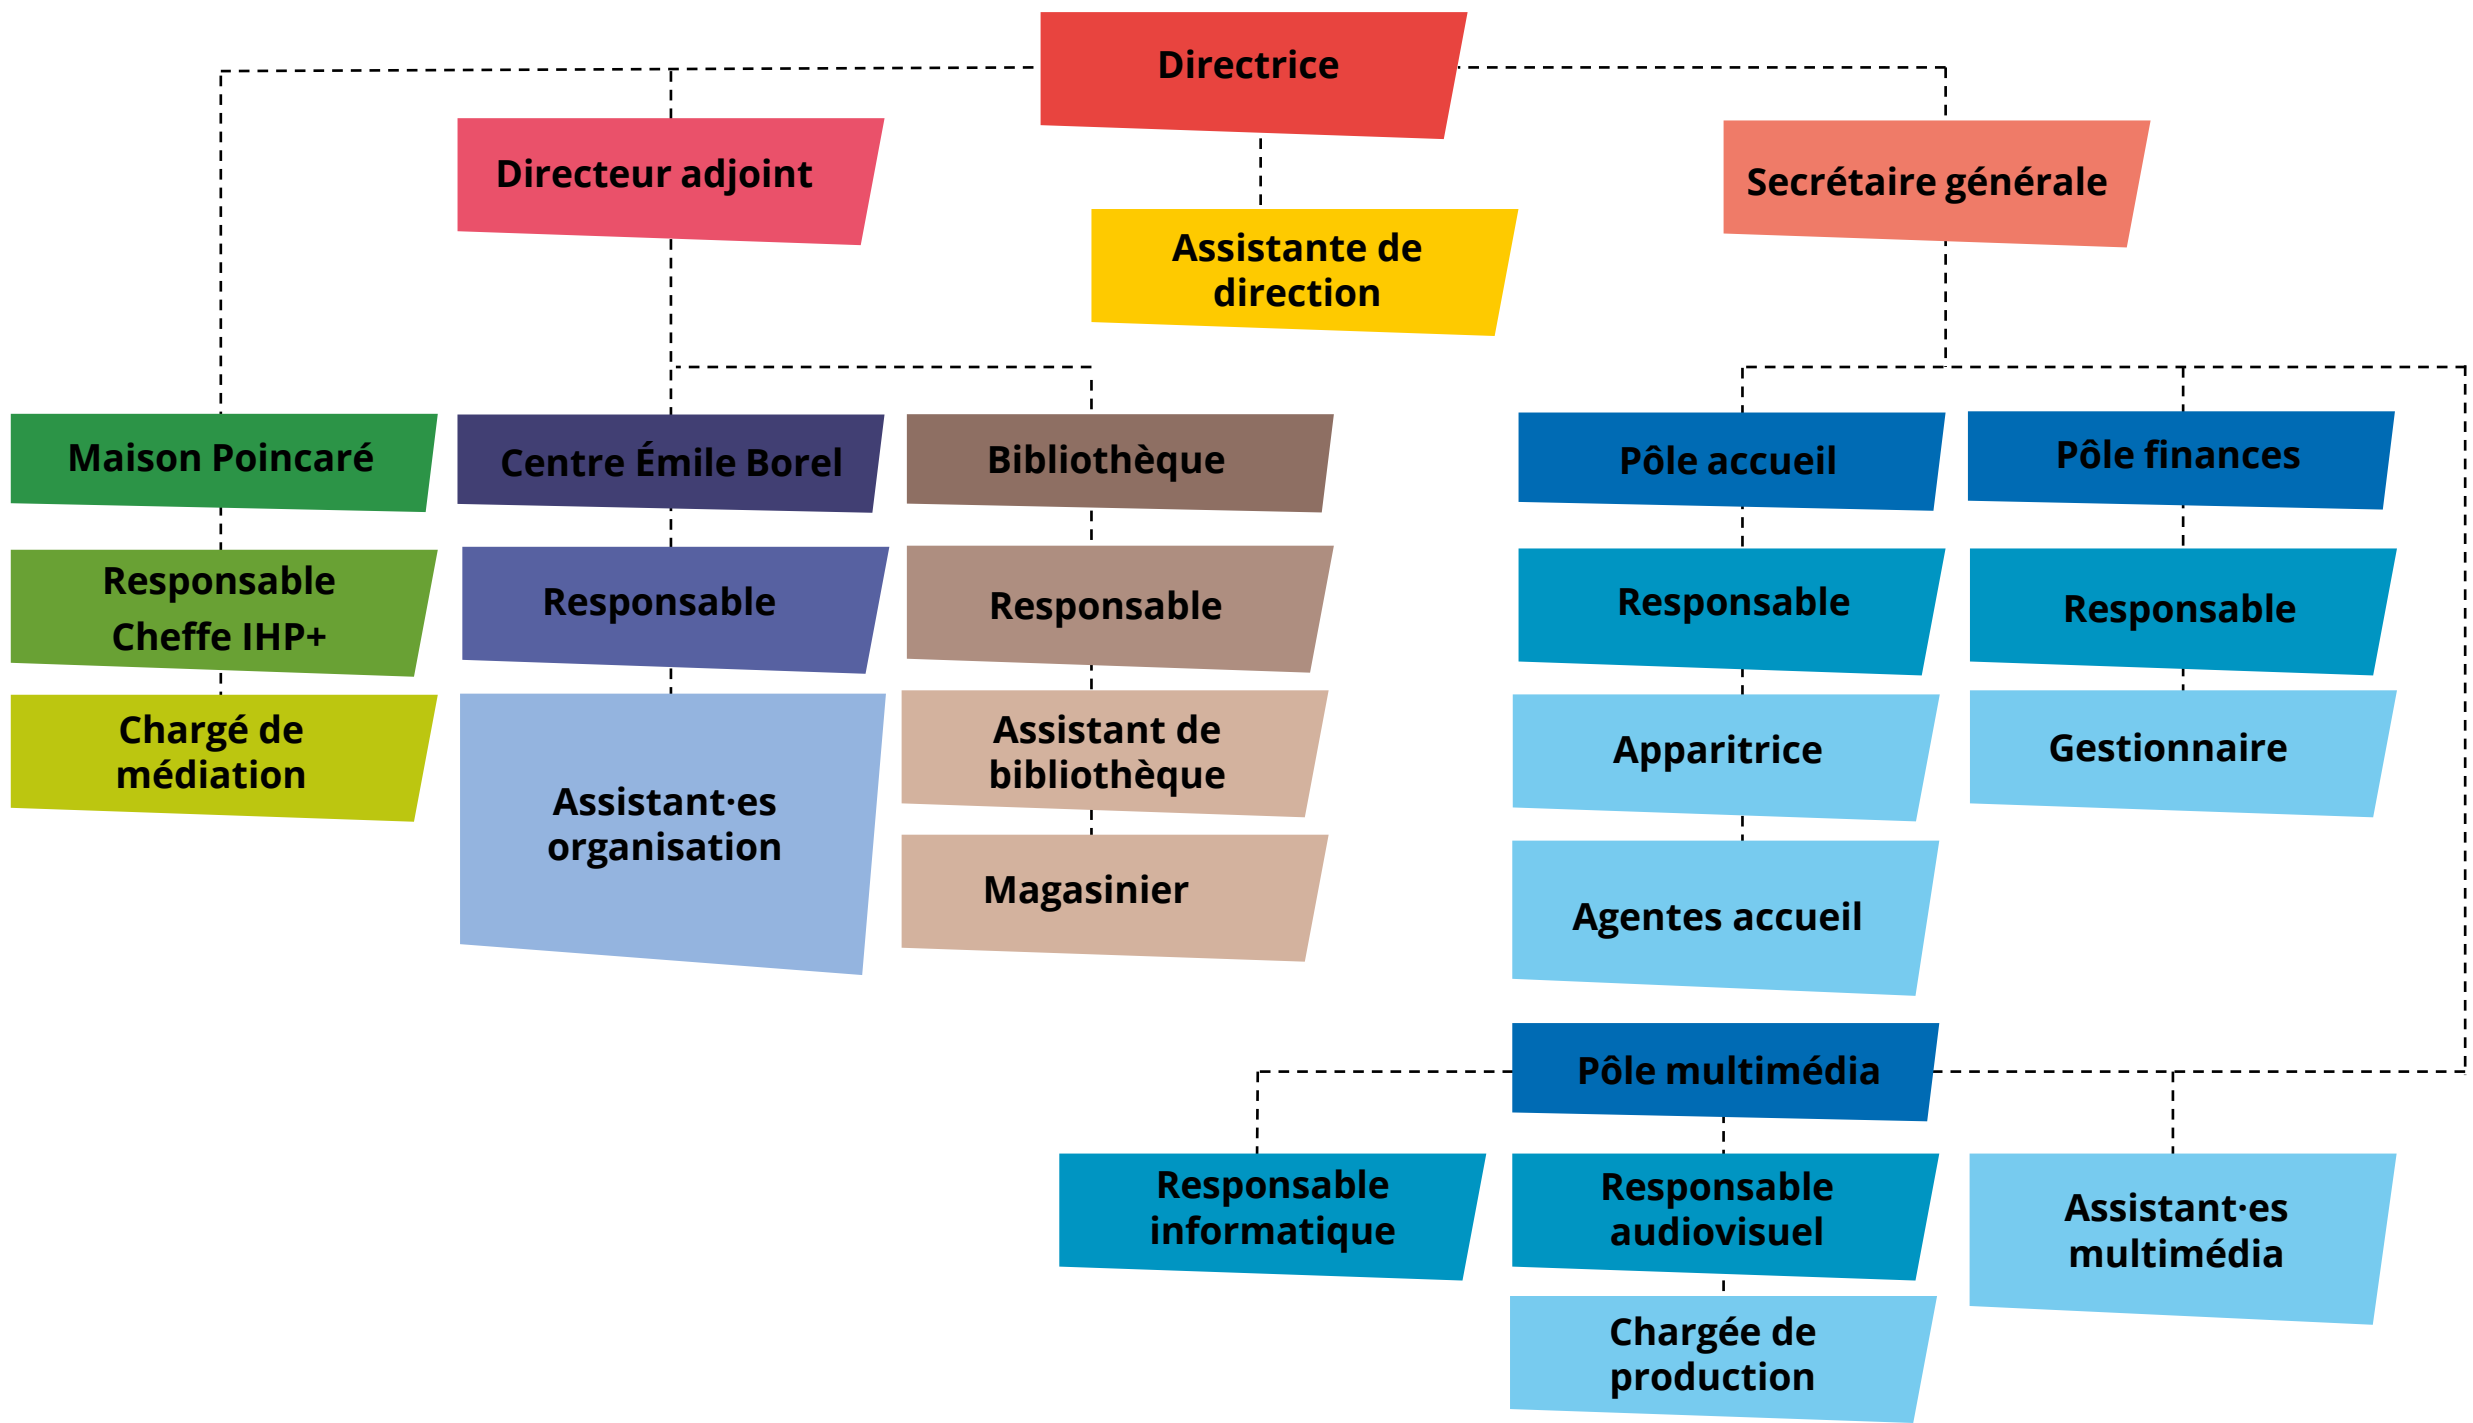 Directrice
Directeur adjoint
Secrétaire générale
Assistante de
direction
Maison Poincaré
Centre Émile Borel
Bibliothèque
Pôle accueil
Pôle finances
Responsable
Cheffe IHP+
Responsable
Responsable
Responsable
Responsable
Chargé de
médiation
Assistant·es
organisation
Assistant de
bibliothèque
Apparitrice
Gestionnaire
Magasinier
Agentes accueil
Pôle multimédia
Responsable
informatique
Responsable
audiovisuel
Assistant·es
multimédia
Chargée de
production